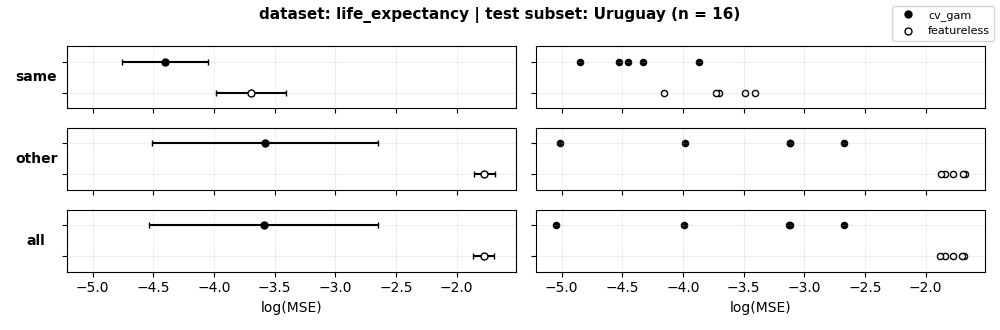 dataset: life_expectancy | test subset: Uruguay (n = 16)
cv_gam
featureless
same
other
all
−5.0 −4.5 −4.0 −3.5 −3.0 −2.5 −2.0
−5.0 −4.5 −4.0 −3.5 −3.0 −2.5 −2.0
log(MSE)
log(MSE)